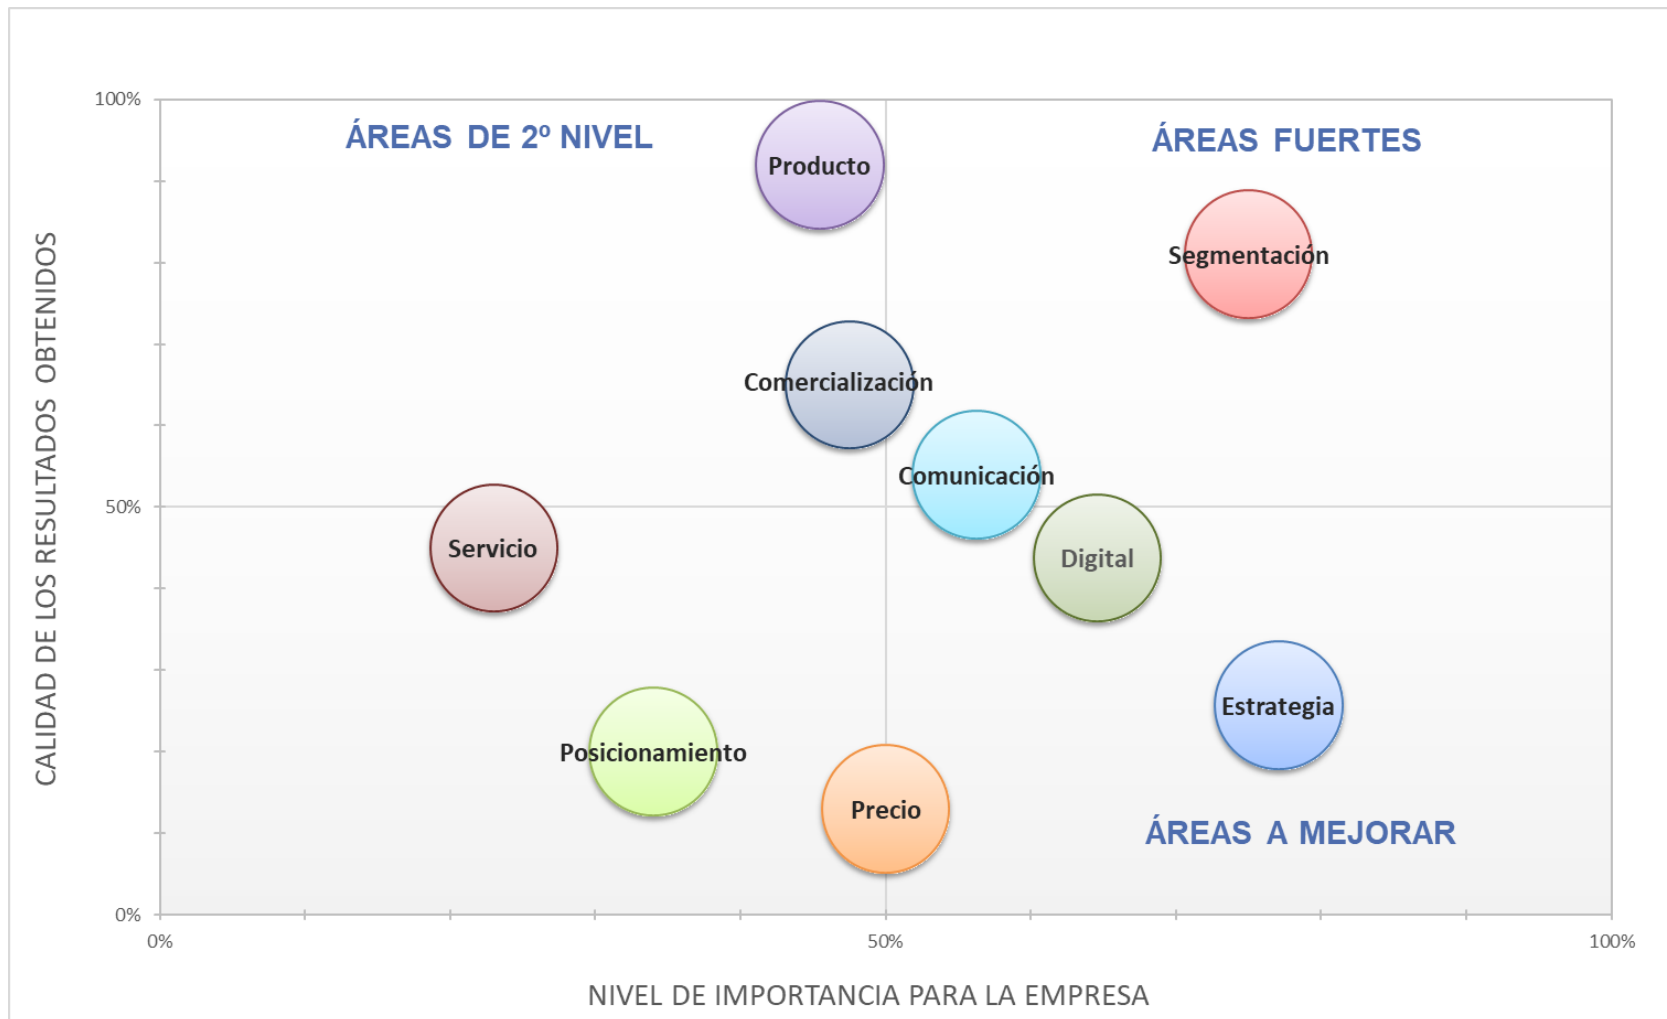 100%
ÁREAS DE 2º NIVEL
ÁREAS FUERTES
Producto
Segmentación
Comercialización
Comunicación
50%
Servicio
Digital
Estrategia
Posicionamiento
Precio
ÁREAS A MEJORAR
0%
0%
50%
100%
CALIDAD DE LOS RESULTADOS OBTENIDOS
NIVEL DE IMPORTANCIA PARA LA EMPRESA